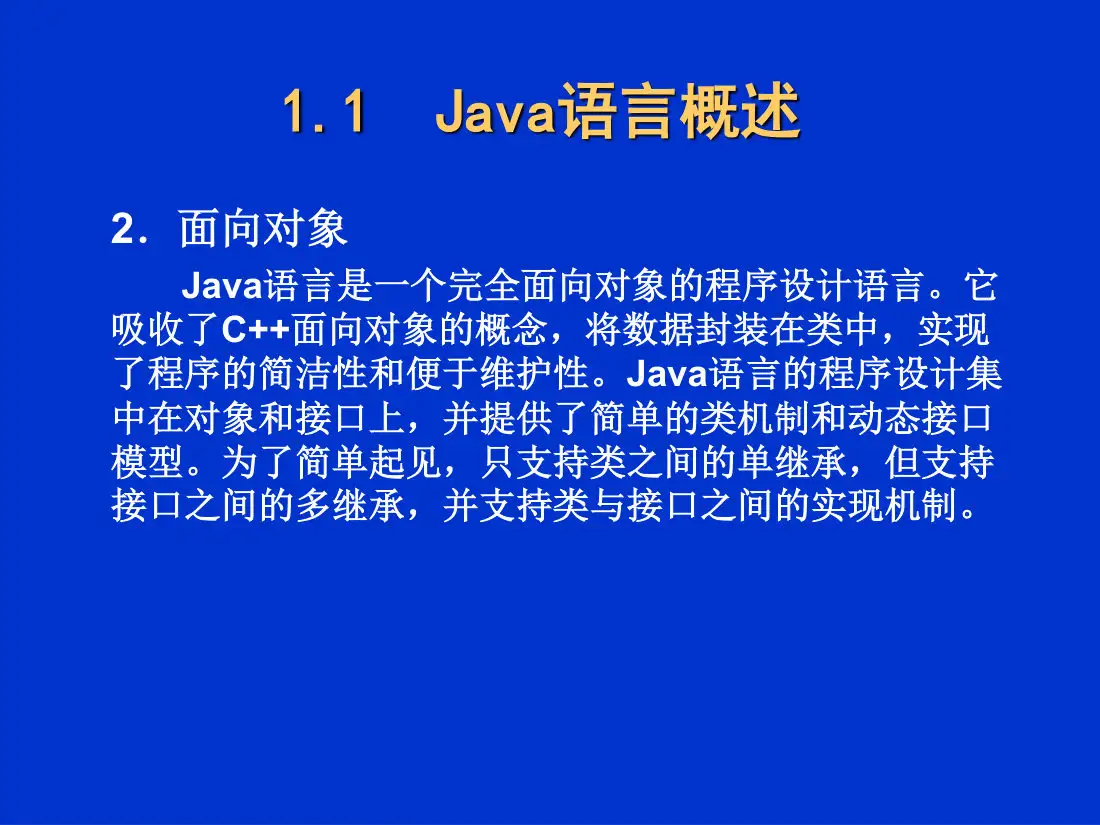 1.1　Java语言概述
2．面向对象
Java语言是一个完全面向对象的程序设计语言。它
吸收了C++面向对象的概念，将数据封装在类中，实现
了程序的简洁性和便于维护性。Java语言的程序设计集
中在对象和接口上，并提供了简单的类机制和动态接口
模型。为了简单起见，只支持类之间的单继承，但支持
接口之间的多继承，并支持类与接口之间的实现机制。